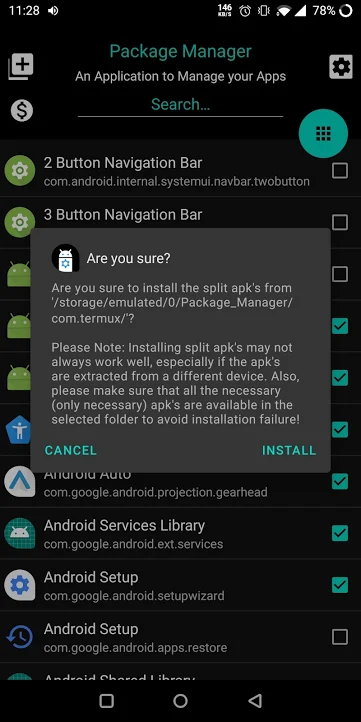 11:28
146
KB/S
78%
Package Manager
An Application to Manage your Apps
Search...
2 Button Navigation Bar
com.android.internal.systemui.navbar.twobutton
3 Button Navigation Bar
Are you sure?
Are you sure to install the split apk's from
'/storage/emulated/0/Package_Manager/
com.termux/'?
Please Note: Installing split apk's may not
always work well, especially if the apk's
are extracted from a different device. Also,
please make sure that all the necessary
(only necessary) apk's are available in the
selected folder to avoid installation failure!
CANCEL
INSTALL
Android Auto
com.google.android.projection.gearhead
Android Services Library
com.google.android.ext.services
Android Setup
com.google.android.setupwizard
Android Setup
com.google.android.apps.restore
Android Shared Library